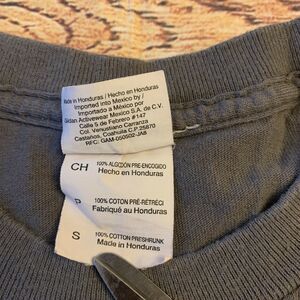 Made in Honduras / Hecho en Honduras
Imported into Mexico by /
Importado a México por
Gildan Activewear Mexico S.A. de C.V.
Calle 5 de Febrero #147
Col. Venustiano Carranza
Castaños, Coahuila C.P. 25870
RFC: GAM-050502-JA8
CH 100% ALGODÓN PRE-ENCOGIDO
Hecho en Honduras
P 100% COTON PRÉ-RÉTRÉCI
Fabriqué au Honduras
S 100% COTTON PRESHRUNK
Made in Honduras